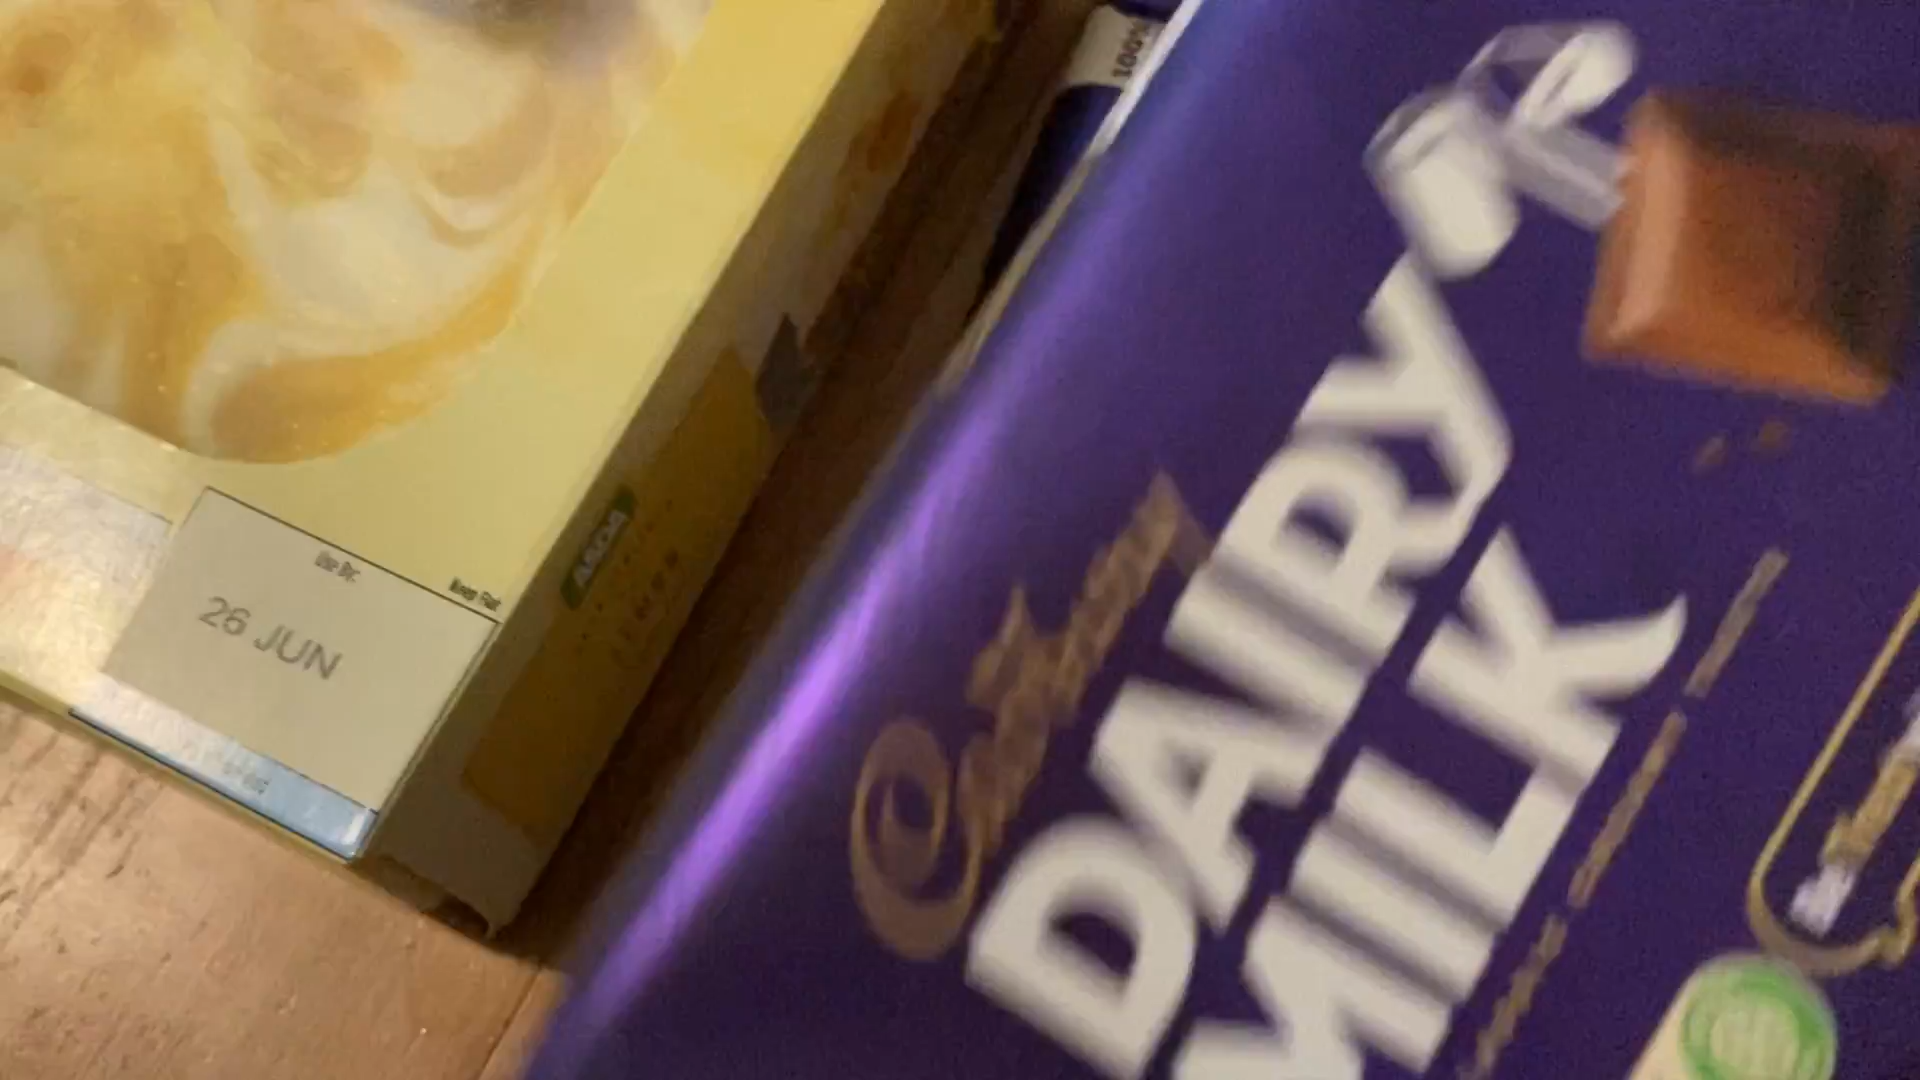 Use By:
Keep Flat
26 JUN
ASDA
100%
Cadbury
DAIRY
MILK